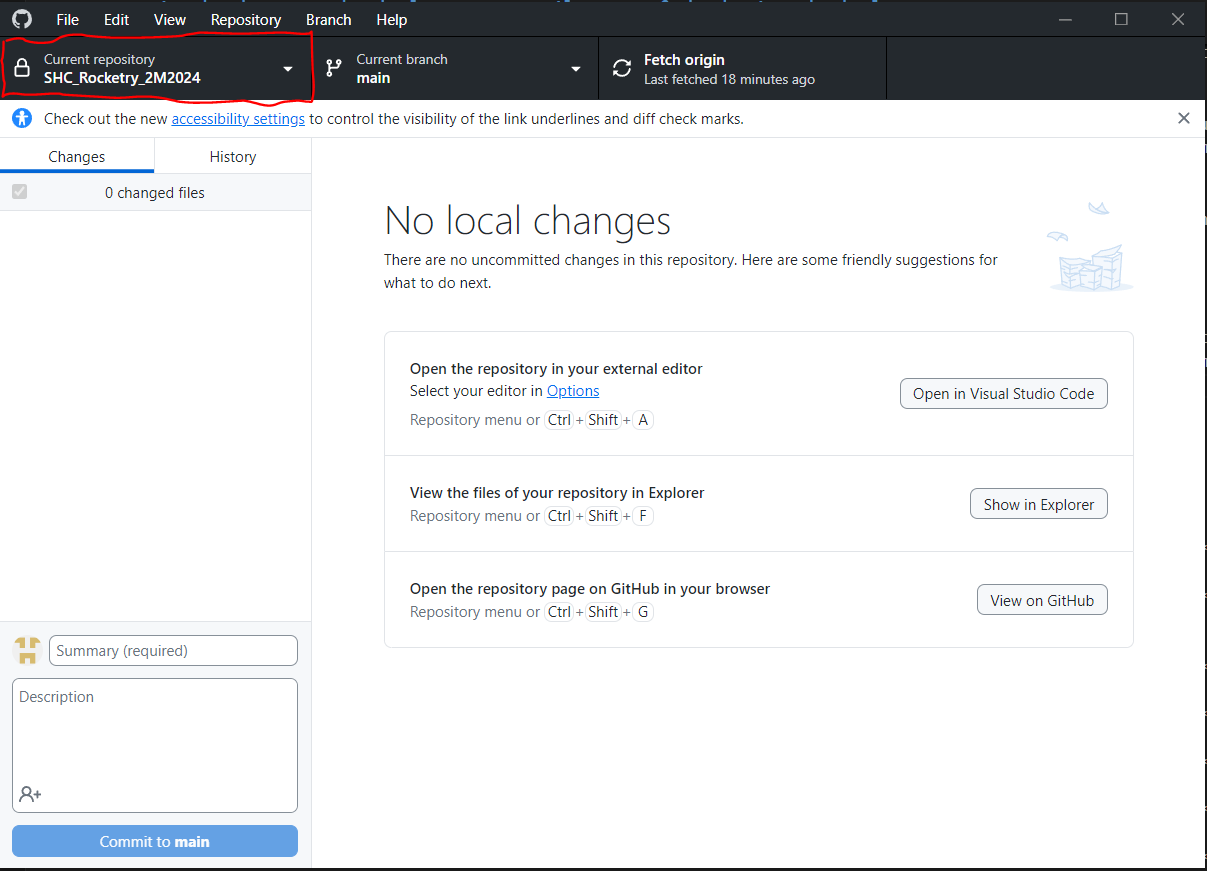 File Edit View Repository Branch Help
Current repository
SHC_Rocketry_2M2024
Current branch
main
Fetch origin
Last fetched 18 minutes ago
Check out the new accessibility settings to control the visibility of the link underlines and diff check marks.
Changes History
0 changed files
No local changes
There are no uncommitted changes in this repository. Here are some friendly suggestions for
what to do next.
Open the repository in your external editor
Select your editor in Options
Repository menu or Ctrl + Shift + A
Open in Visual Studio Code
View the files of your repository in Explorer
Repository menu or Ctrl + Shift + F
Show in Explorer
Open the repository page on GitHub in your browser
Repository menu or Ctrl + Shift + G
View on GitHub
Summary (required)
Description
Commit to main